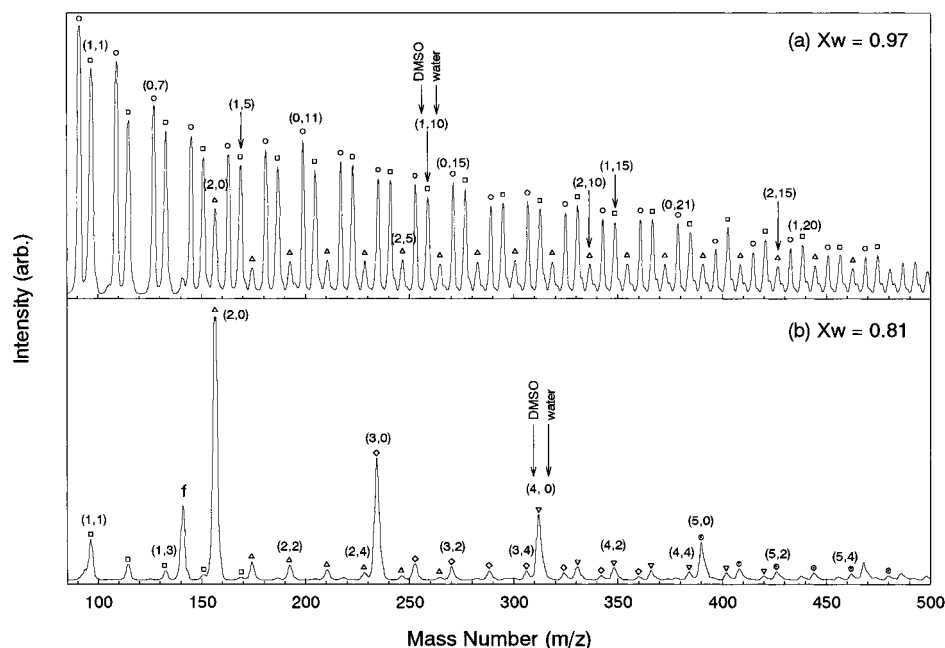 (a) Xw = 0.97
DMSO
water
(1,1)
(0,7)
(1,5)
(0,11)
(1,10)
(0,15)
(2,0)
(2,5)
(2,10)
(1,15)
(0,21)
(2,15)
(1,20)
Intensity (arb.)
(b) Xw = 0.81
(2,0)
DMSO
water
(3,0)
(4, 0)
f
(1,1)
(1,3)
(2,2)
(2,4)
(3,2)
(3,4)
(4,2)
(4,4)
(5,0)
(5,2)
(5,4)
100 150 200 250 300 350 400 450 500
Mass Number (m/z)